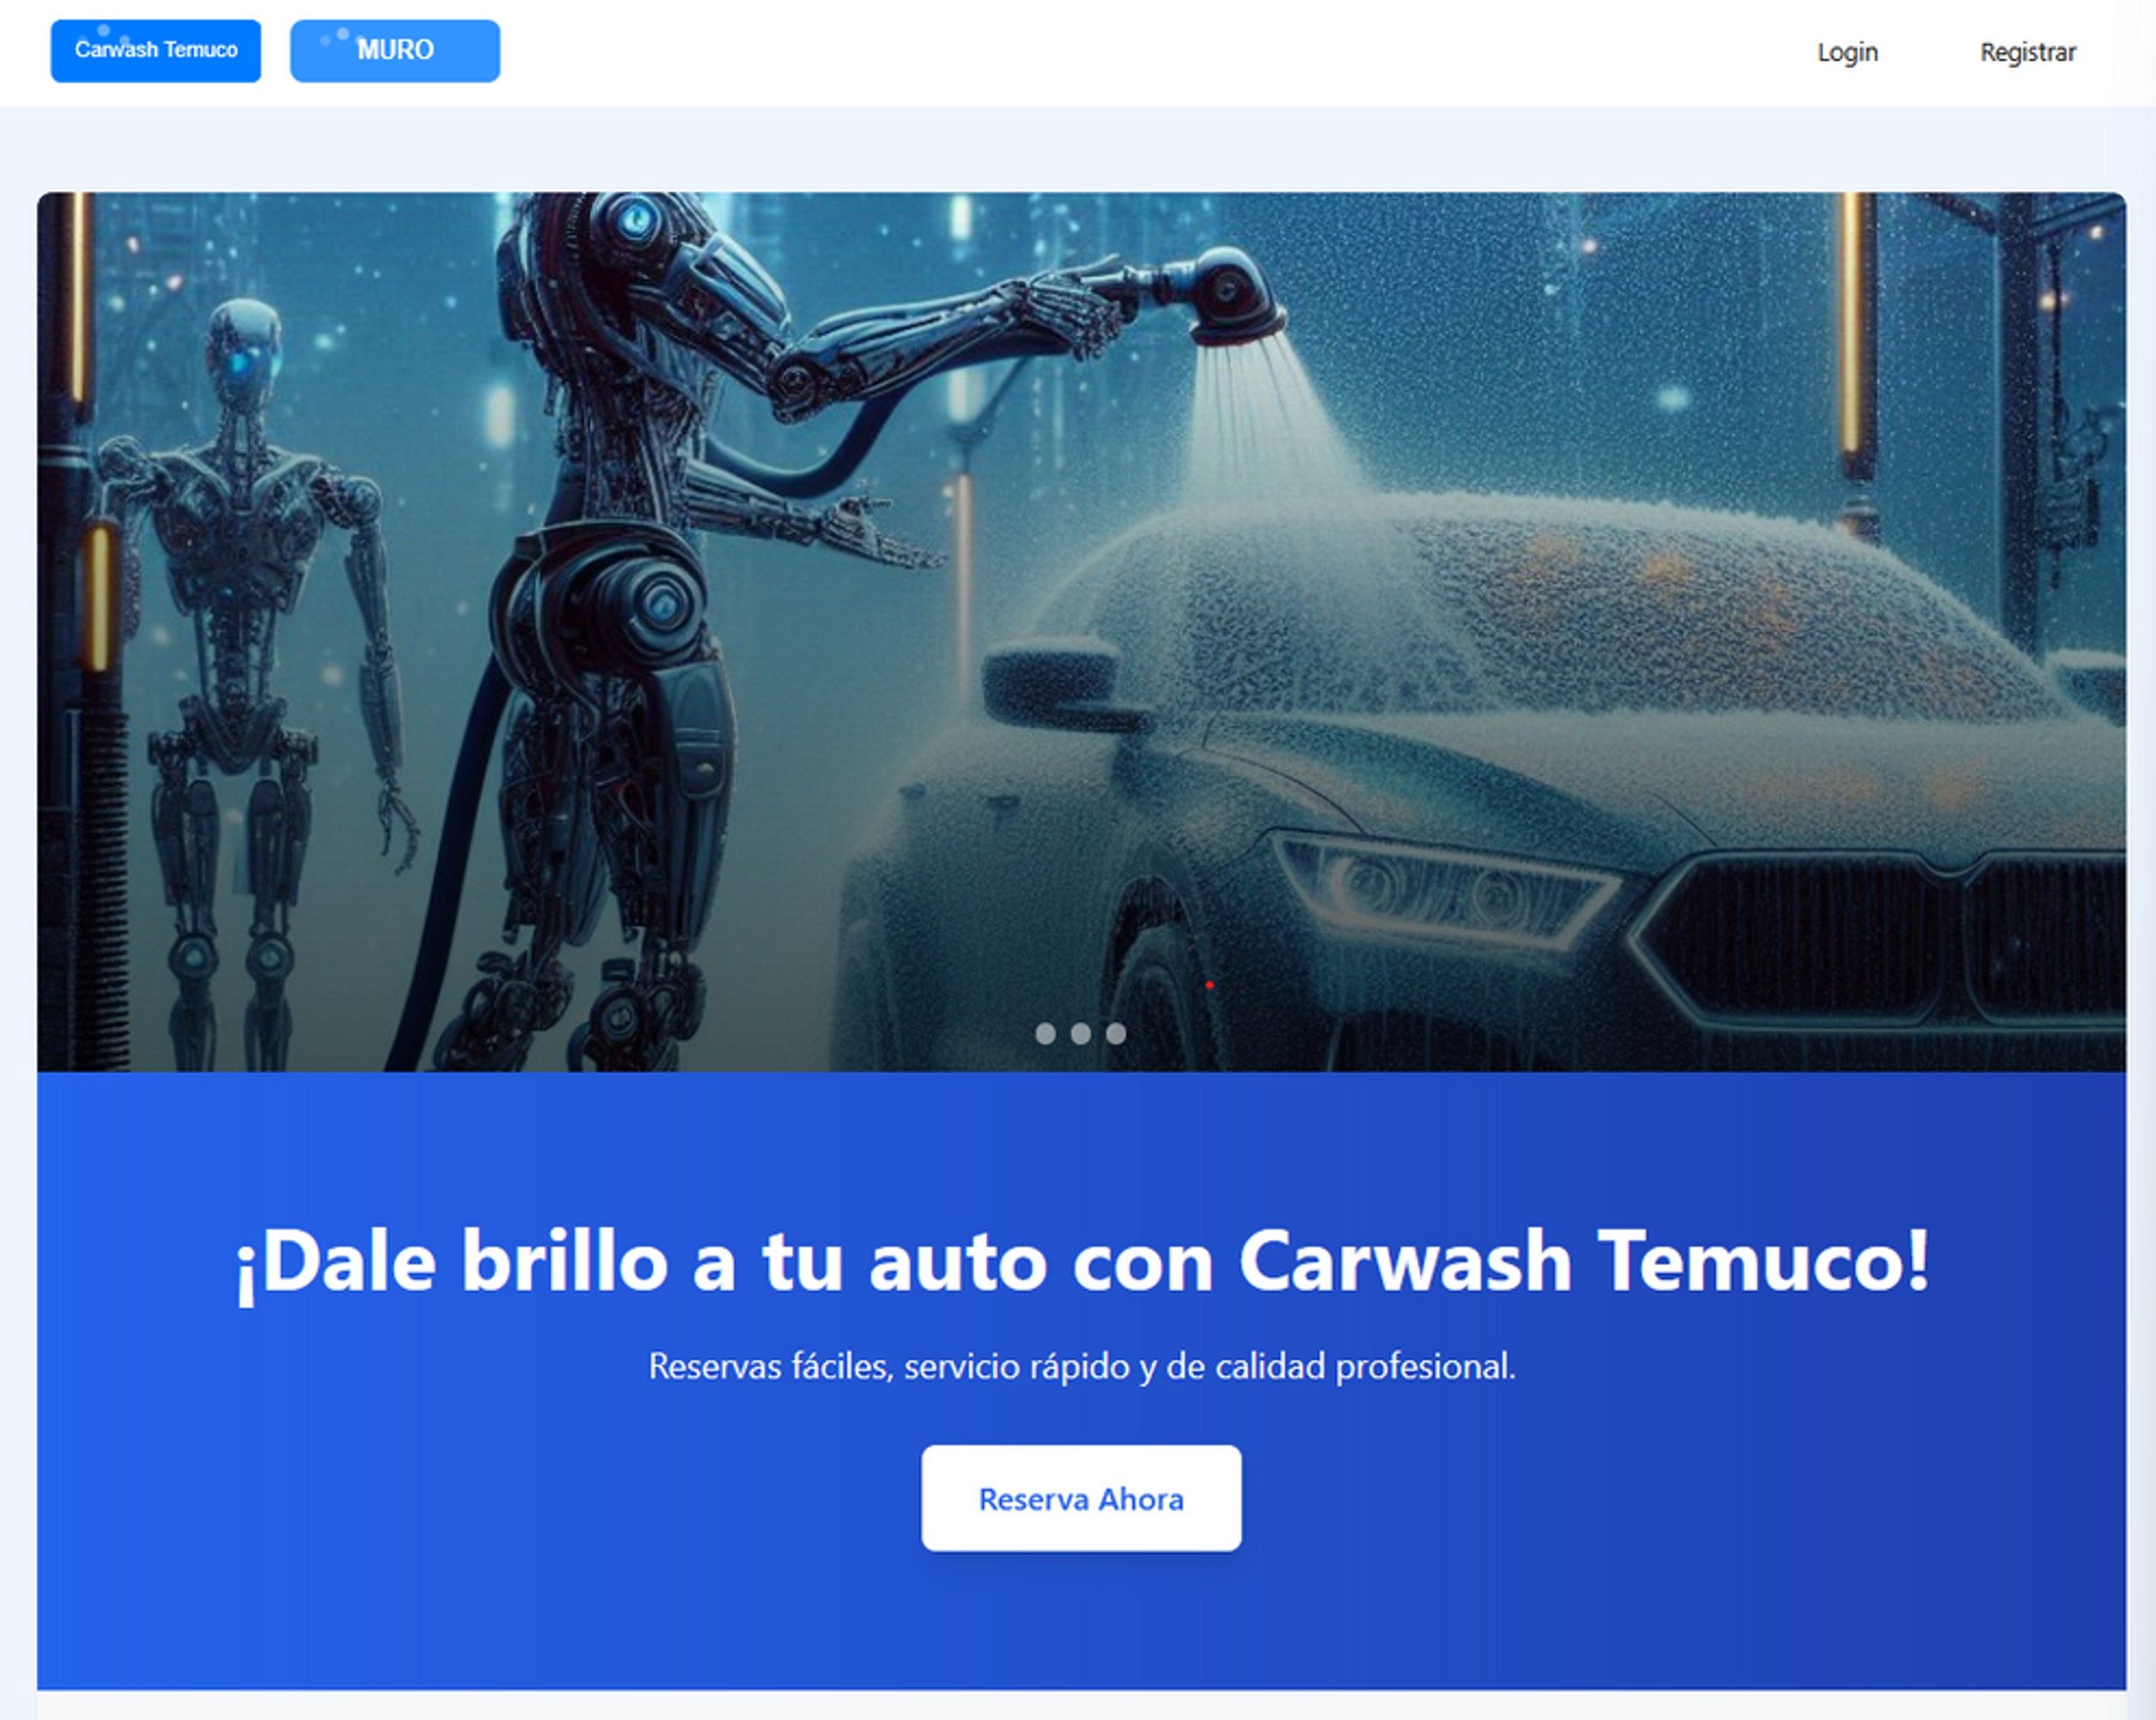 Carwash Temuco
MURO
Login
Registrar
¡Dale brillo a tu auto con Carwash Temuco!
Reservas fáciles, servicio rápido y de calidad profesional.
Reserva Ahora